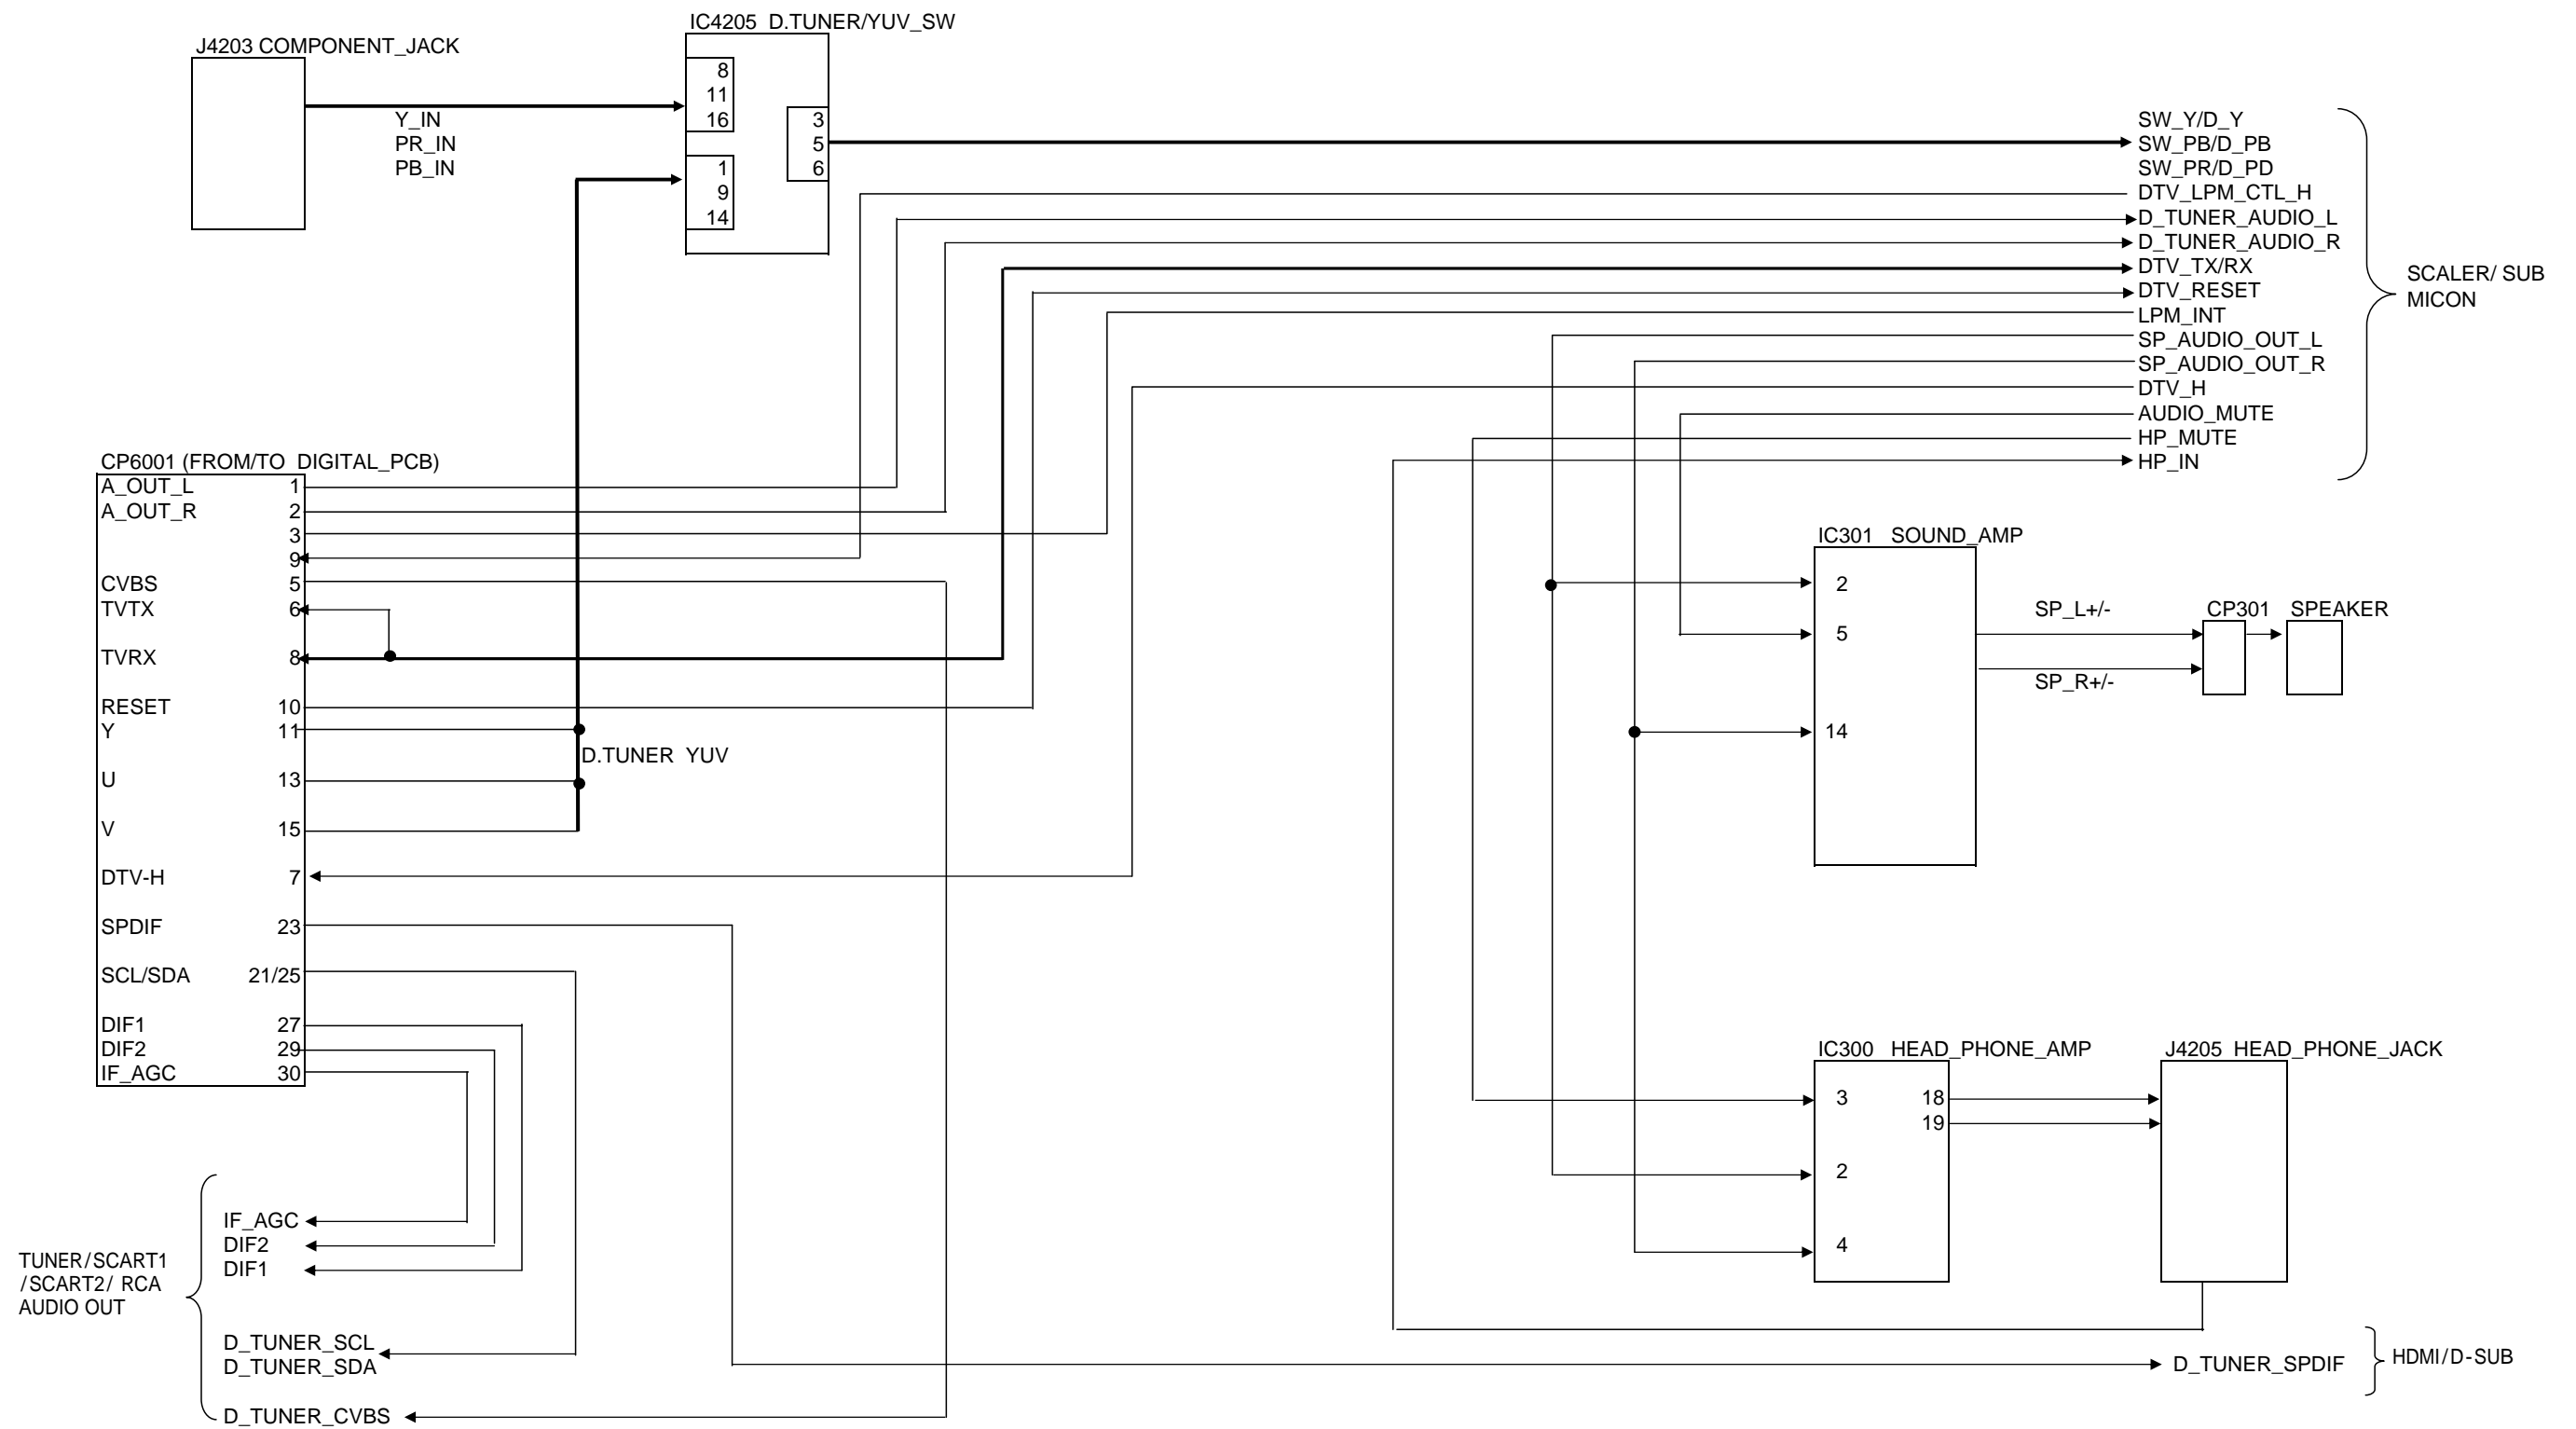 IC4205 D.TUNER/YUV_SW
J4203 COMPONENT_JACK
8
11
16
3
5
6
1
9
14
Y_IN
PR_IN
PB_IN
SW_Y/D_Y
SW_PB/D_PB
SW_PR/D_PD
DTV_LPM_CTL_H
D_TUNER_AUDIO_L
D_TUNER_AUDIO_R
DTV_TX/RX
DTV_RESET
LPM_INT
SP_AUDIO_OUT_L
SP_AUDIO_OUT_R
DTV_H
AUDIO_MUTE
HP_MUTE
HP_IN
SCALER/ SUB
MICON
CP6001 (FROM/TO DIGITAL_PCB)
A_OUT_L 1
A_OUT_R 2
3
9
CVBS 5
TVTX 6
TVRX 8
RESET 10
Y 11
U 13
V 15
DTV-H 7
SPDIF 23
SCL/SDA 21/25
DIF1 27
DIF2 29
IF_AGC 30
D.TUNER YUV
IC301 SOUND_AMP
2
5
14
SP_L+/-
SP_R+/-
CP301
SPEAKER
IC300 HEAD_PHONE_AMP
3
2
4
18
19
J4205 HEAD_PHONE_JACK
TUNER/SCART1
/SCART2/ RCA
AUDIO OUT
IF_AGC
DIF2
DIF1
D_TUNER_SCL
D_TUNER_SDA
D_TUNER_CVBS
D_TUNER_SPDIF
HDMI/D-SUB